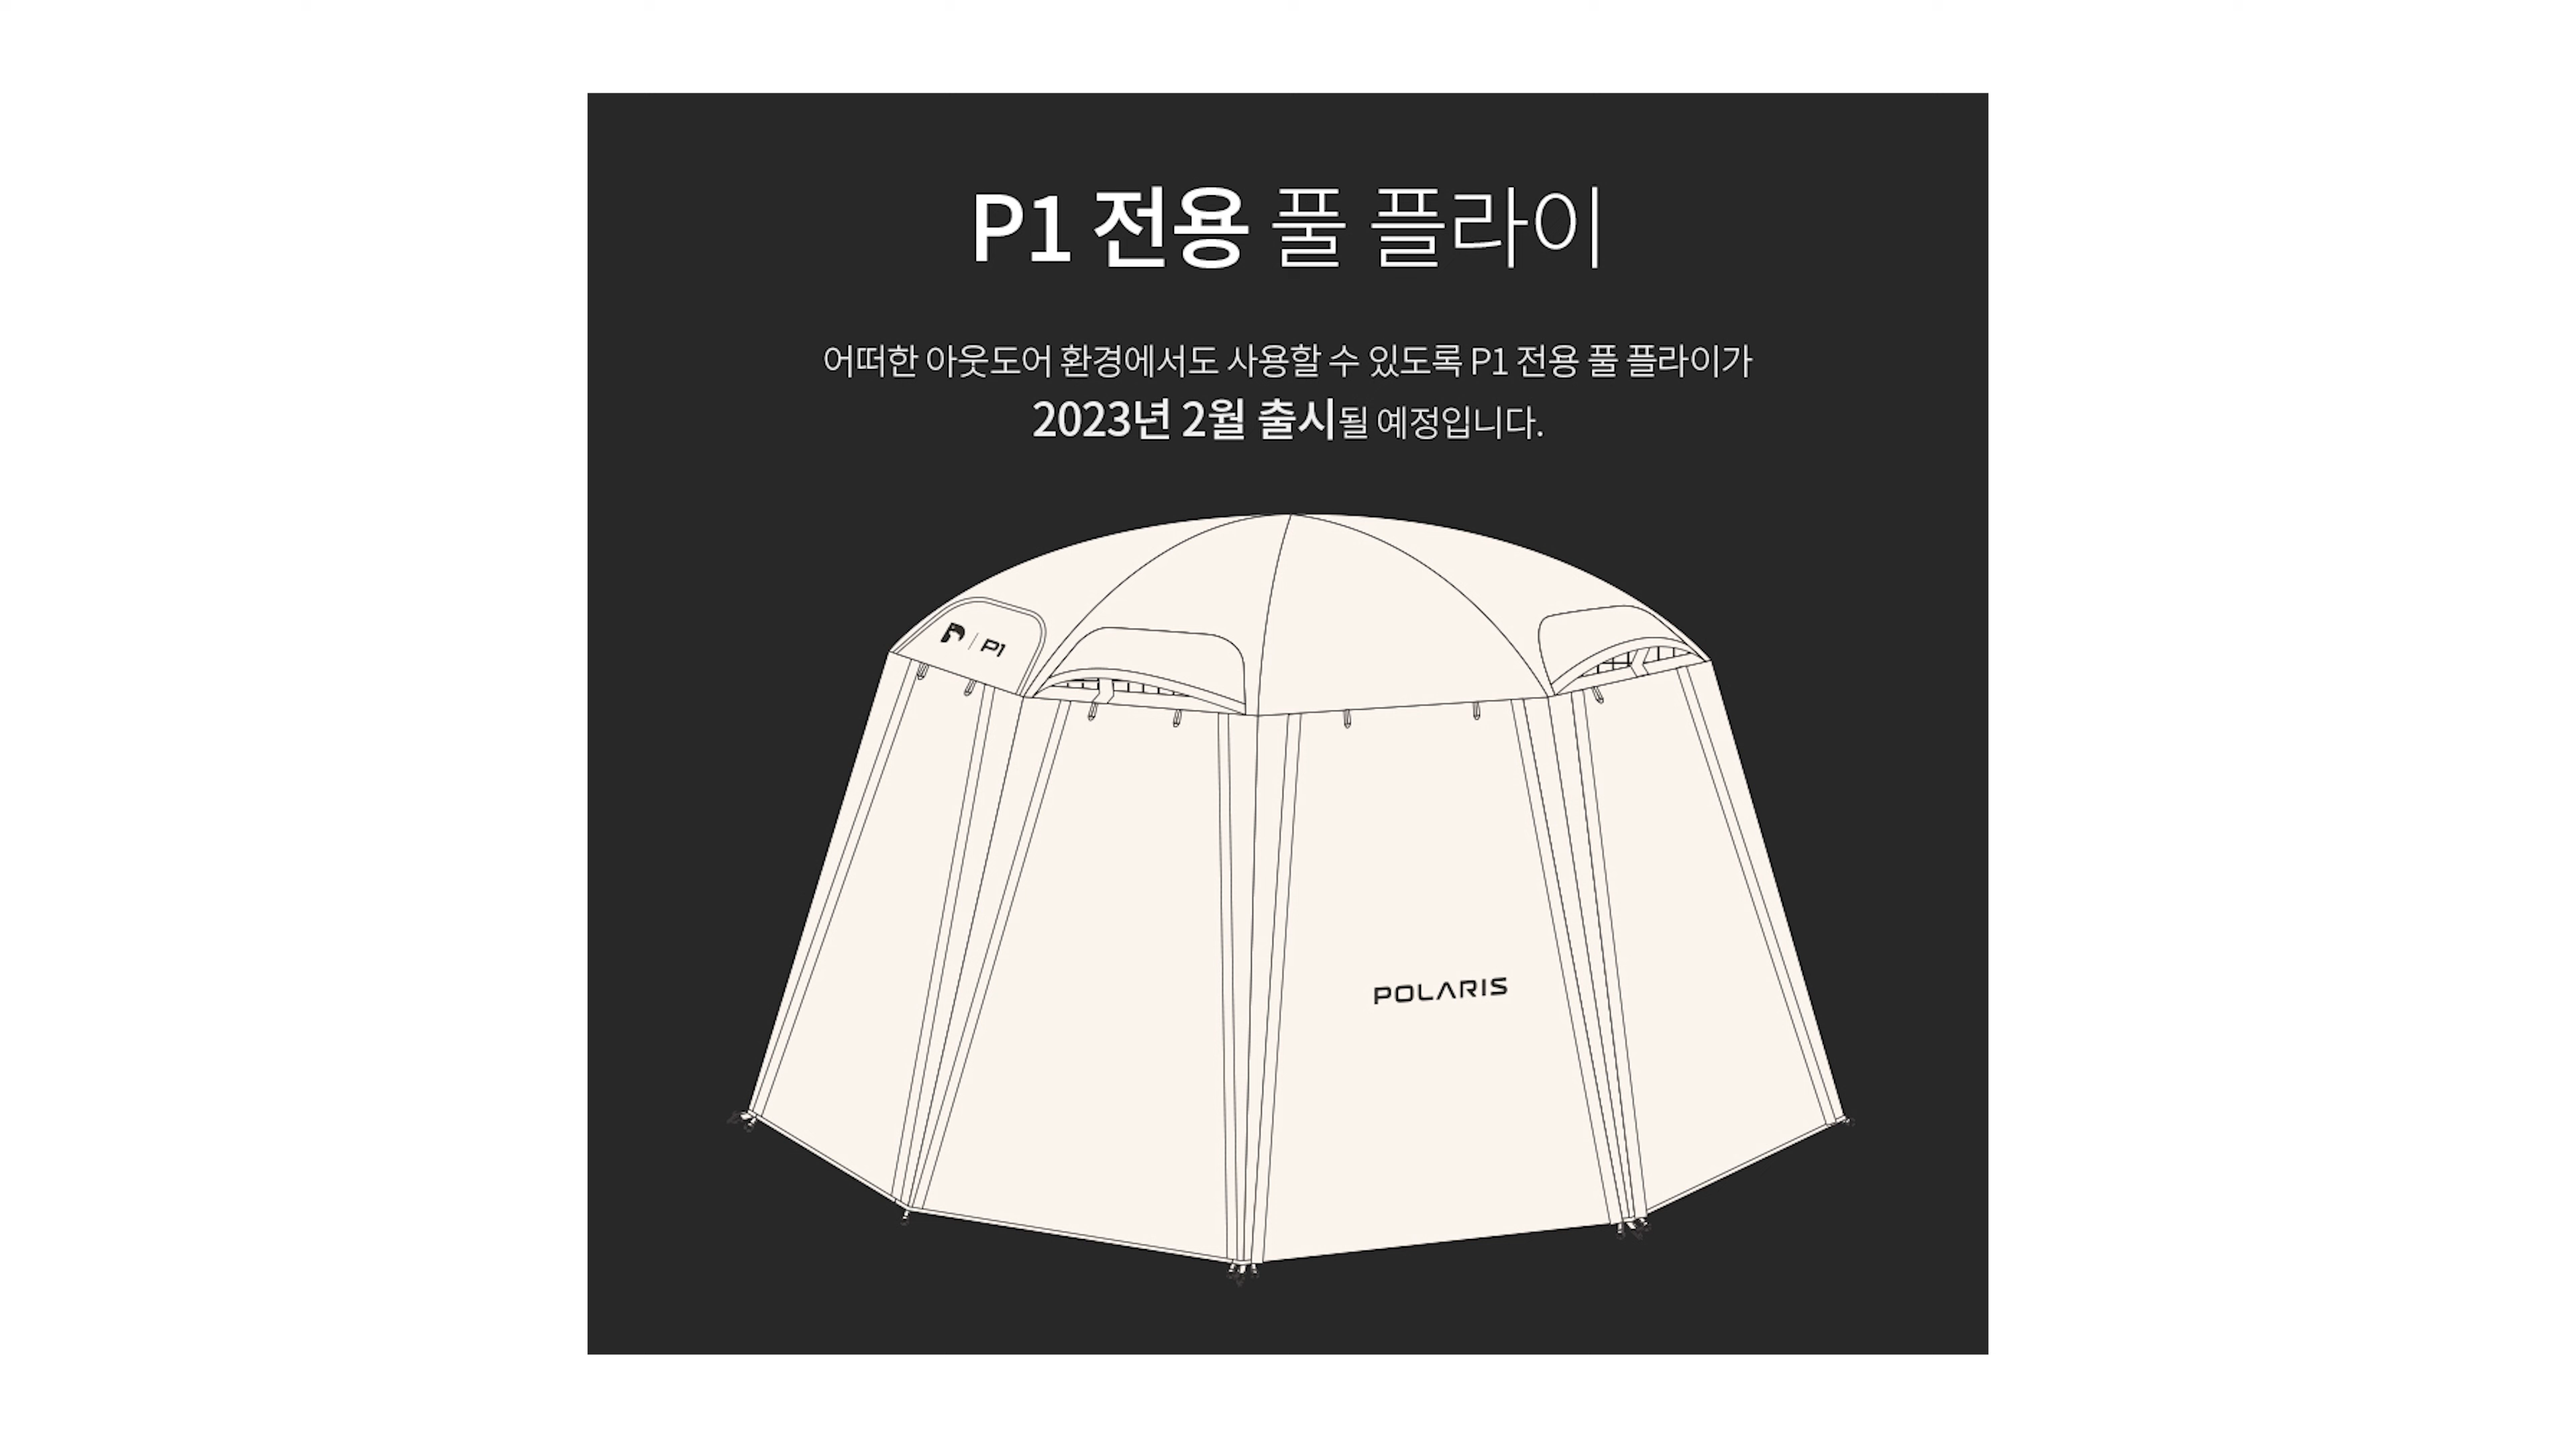 P1 전용 풀 플라이
어떠한 아웃도어 환경에서도 사용할 수 있도록 P1 전용 풀 플라이가
2023년 2월 출시될 예정입니다.
P1
POLARIS